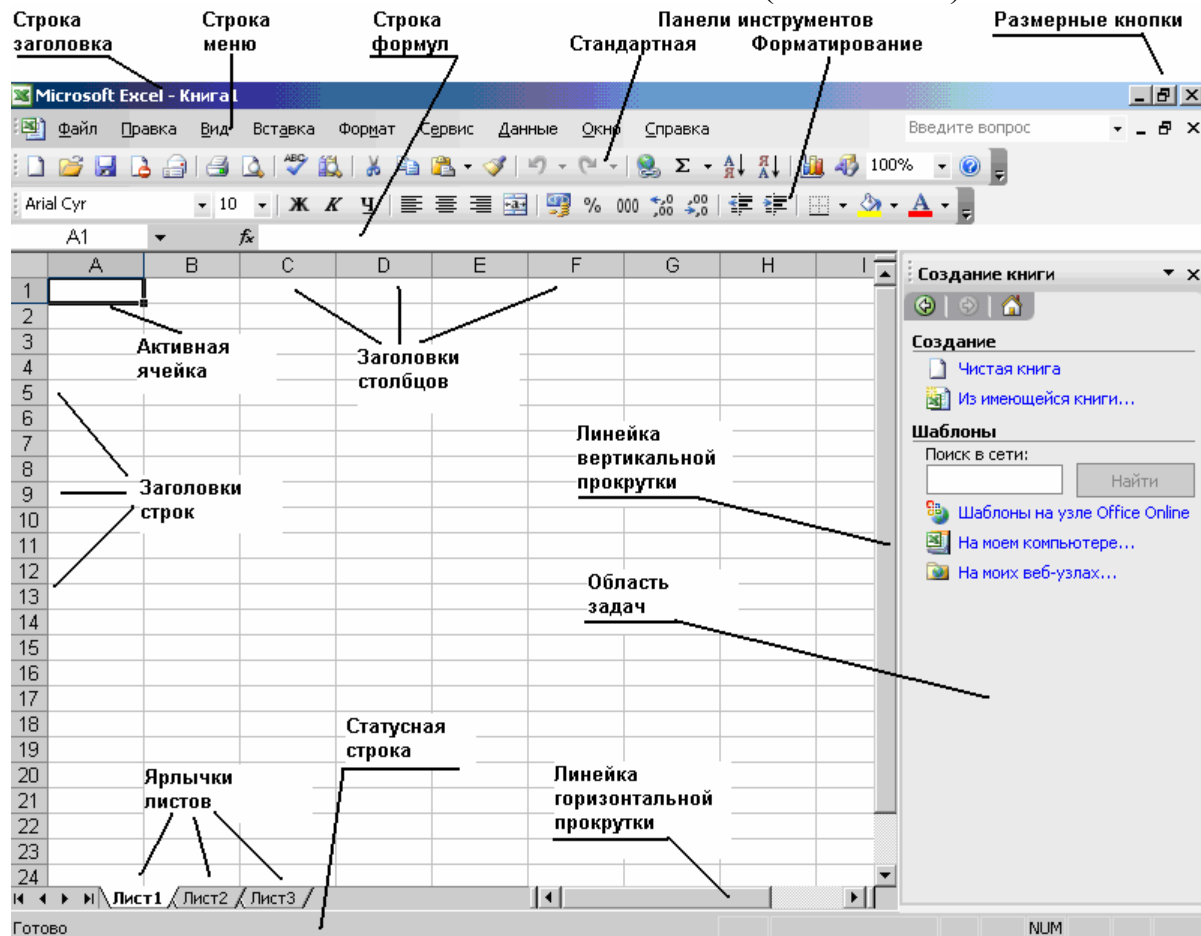 Строка заголовка
Строка меню
Строка формул
Панели инструментов
Стандартная Форматирование
Размерные кнопки
Microsoft Excel - Книга1
Файл Правка Вид Вставка Формат Сервис Данные Окно Справка Введите вопрос
100%
Arial Cyr 10 Ж К Ч % 000
A1 fx
A B C D E F G H I
1
2
3
4
5
6
7
8
9
10
11
12
13
14
15
16
17
18
19
20
21
22
23
24
Активная
ячейка
Заголовки
столбцов
Заголовки
строк
Линейка
вертикальной
прокрутки
Область
задач
Статусная
строка
Ярлычки
листов
Линейка
горизонтальной
прокрутки
Создание книги
Создание
Чистая книга
Из имеющейся книги...
Шаблоны
Поиск в сети:
Найти
Шаблоны на узле Office Online
На моем компьютере...
На моих веб-узлах...
Лист1 Лист2 Лист3
Готово NUM